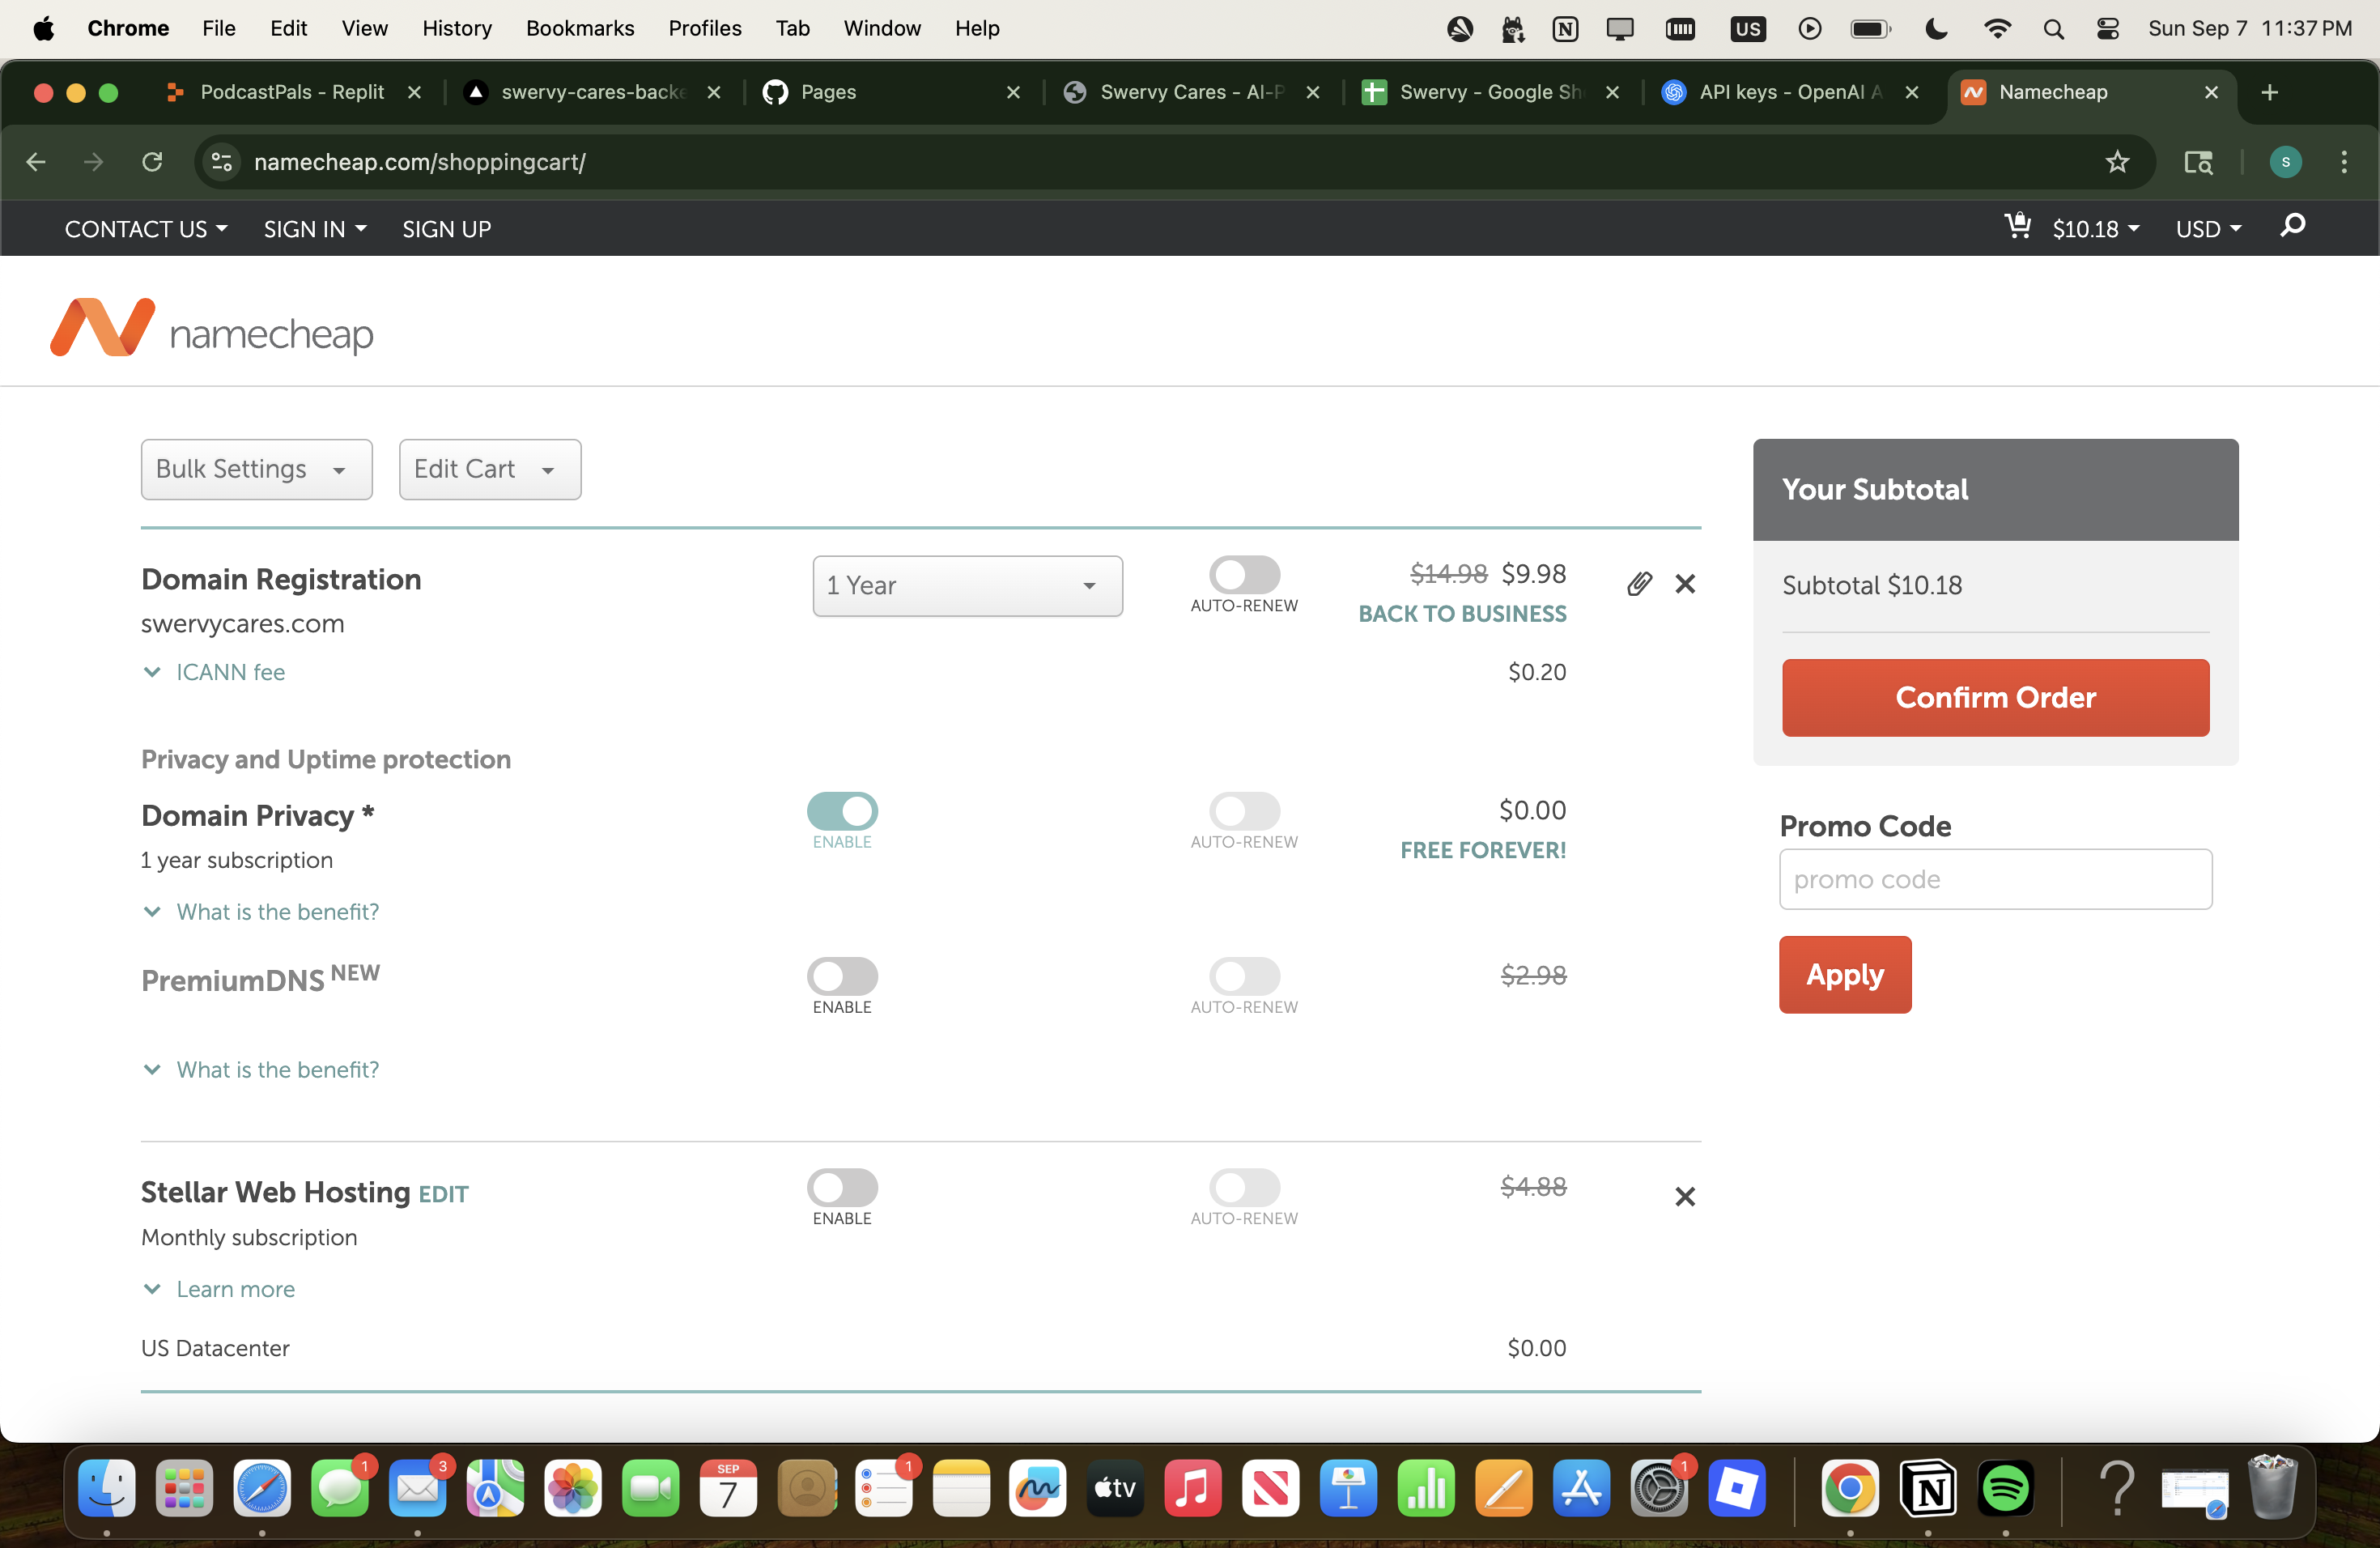 Chrome File Edit View History Bookmarks Profiles Tab Window Help US Sun Sep 7 11:37 PM
PodcastPals - Replit swervy-cares-backe Pages Swervy Cares - AI-P Swervy - Google She API keys - OpenAI A Namecheap
namecheap.com/shoppingcart/ S
CONTACT US SIGN IN SIGN UP $10.18 USD
namecheap
Bulk Settings Edit Cart
Your Subtotal
Domain Registration 1 Year $14.98 $9.98
AUTO-RENEW
swervycares.com BACK TO BUSINESS
Subtotal $10.18
ICANN fee $0.20
Confirm Order
Privacy and Uptime protection
Domain Privacy * $0.00
ENABLE AUTO-RENEW
1 year subscription FREE FOREVER!
What is the benefit?
Promo Code
promo code
Apply
PremiumDNS NEW $2.98
ENABLE AUTO-RENEW
What is the benefit?
Stellar Web Hosting EDIT $4.88
ENABLE AUTO-RENEW
Monthly subscription
Learn more
US Datacenter $0.00
1 3 SEP 7 1 tv 1